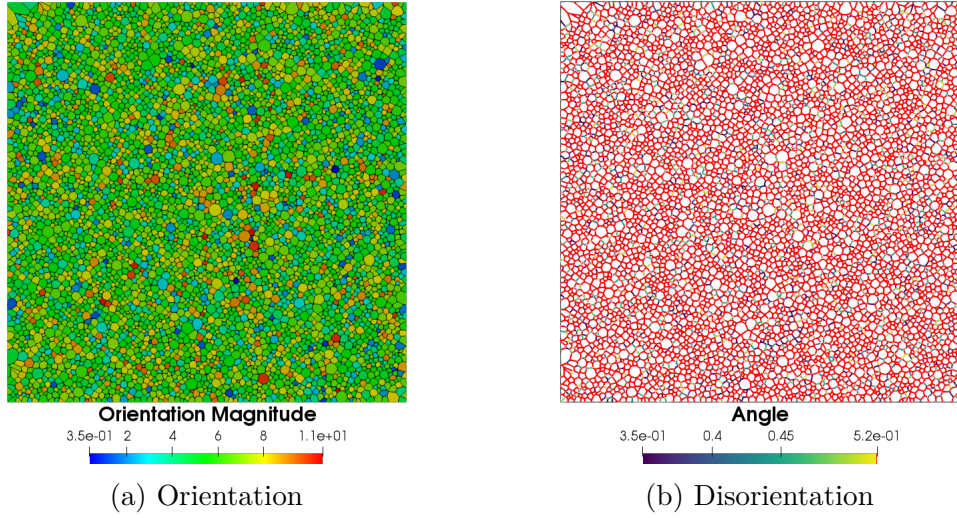 Orientation Magnitude
3.5e-01 2 4 6 8 1.1e+01
(a) Orientation
Angle
3.5e-01 0.4 0.45 5.2e-01
(b) Disorientation